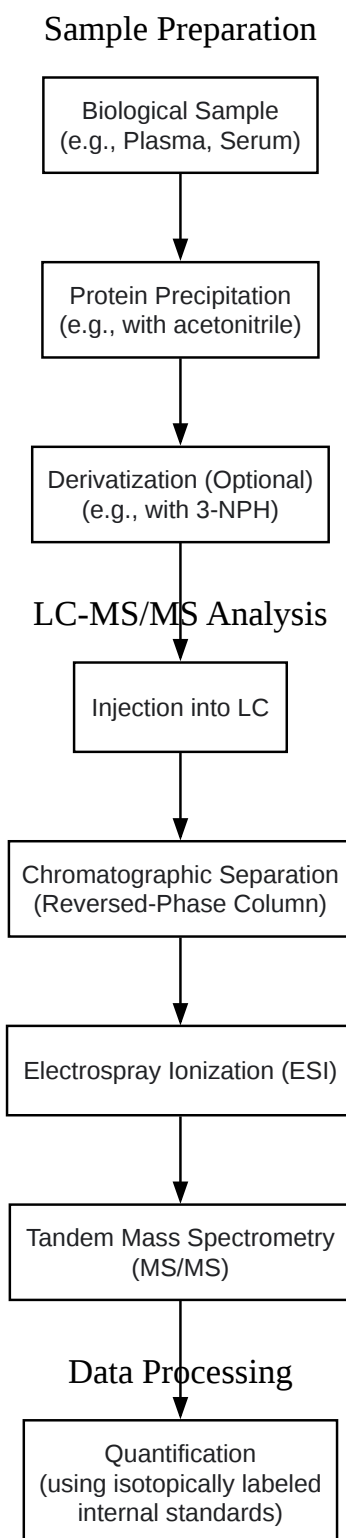 Sample Preparation
Biological Sample
(e.g., Plasma, Serum)
Protein Precipitation
(e.g., with acetonitrile)
Derivatization (Optional)
(e.g., with 3-NPH)
LC-MS/MS Analysis
Injection into LC
Chromatographic Separation
(Reversed-Phase Column)
Electrospray Ionization (ESI)
Tandem Mass Spectrometry
(MS/MS)
Data Processing
Quantification
(using isotopically labeled
internal standards)